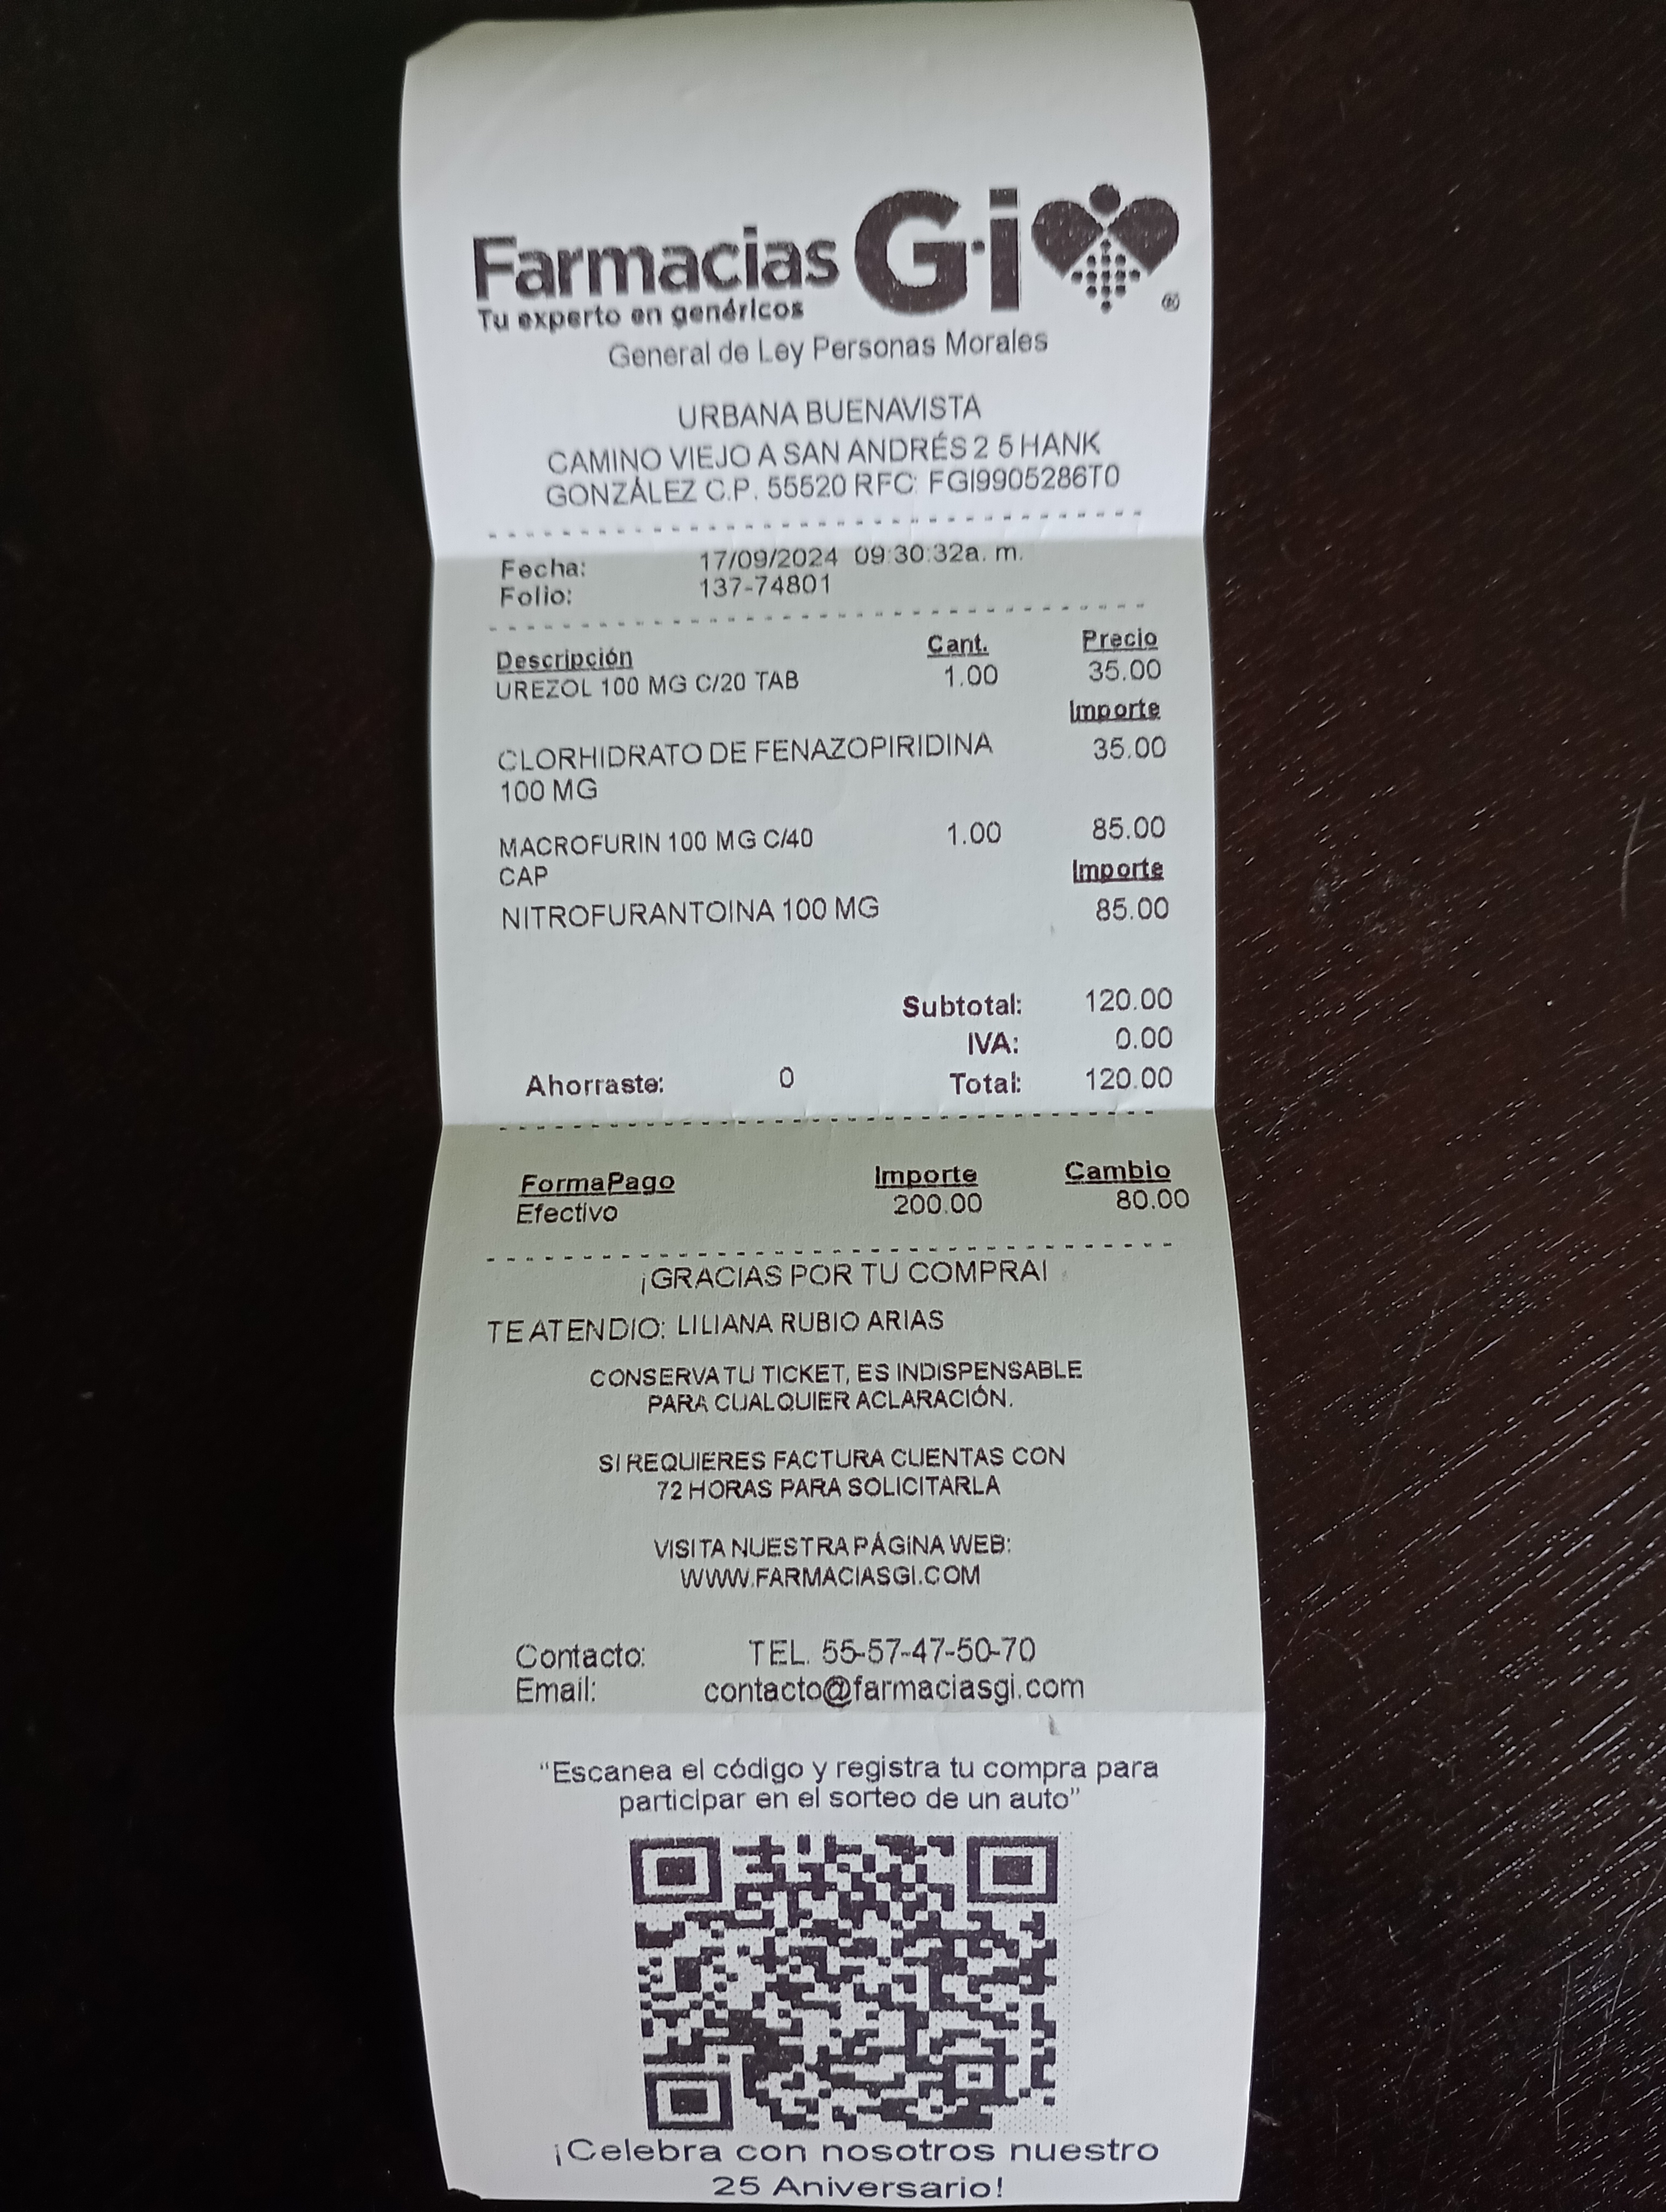 Farmacias G·i ®
Tu experto en genéricos
General de Ley Personas Morales
URBANA BUENAVISTA
CAMINO VIEJO A SAN ANDRÉS 2 5 HANK
GONZÁLEZ C.P. 55520 RFC: FGI9905286T0
Fecha: 17/09/2024 09:30:32a. m.
Folio: 137-74801
Descripción Cant. Precio
UREZOL 100 MG C/20 TAB 1.00 35.00
Importe
CLORHIDRATO DE FENAZOPIRIDINA 35.00
100 MG
MACROFURIN 100 MG C/40 1.00 85.00
CAP Importe
NITROFURANTOINA 100 MG 85.00
Subtotal: 120.00
IVA: 0.00
Ahorraste: 0 Total: 120.00
FormaPago Importe Cambio
Efectivo 200.00 80.00
¡GRACIAS POR TU COMPRA!
TE ATENDIO: LILIANA RUBIO ARIAS
CONSERVA TU TICKET, ES INDISPENSABLE
PARA CUALQUIER ACLARACIÓN.
SI REQUIERES FACTURA CUENTAS CON
72 HORAS PARA SOLICITARLA
VISITA NUESTRA PÁGINA WEB:
WWW.FARMACIASGI.COM
Contacto: TEL. 55-57-47-50-70
Email: contacto@farmaciasgi.com
“Escanea el código y registra tu compra para
participar en el sorteo de un auto”
¡Celebra con nosotros nuestro
25 Aniversario!